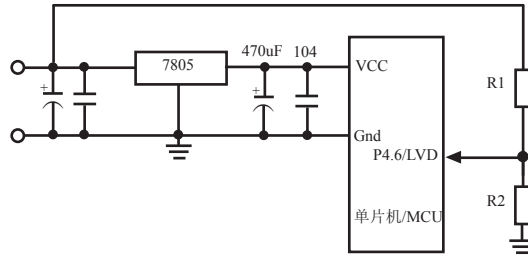 7805
470uF 104
VCC
R1
Gnd
P4.6/LVD
R2
单片机/MCU
+
+